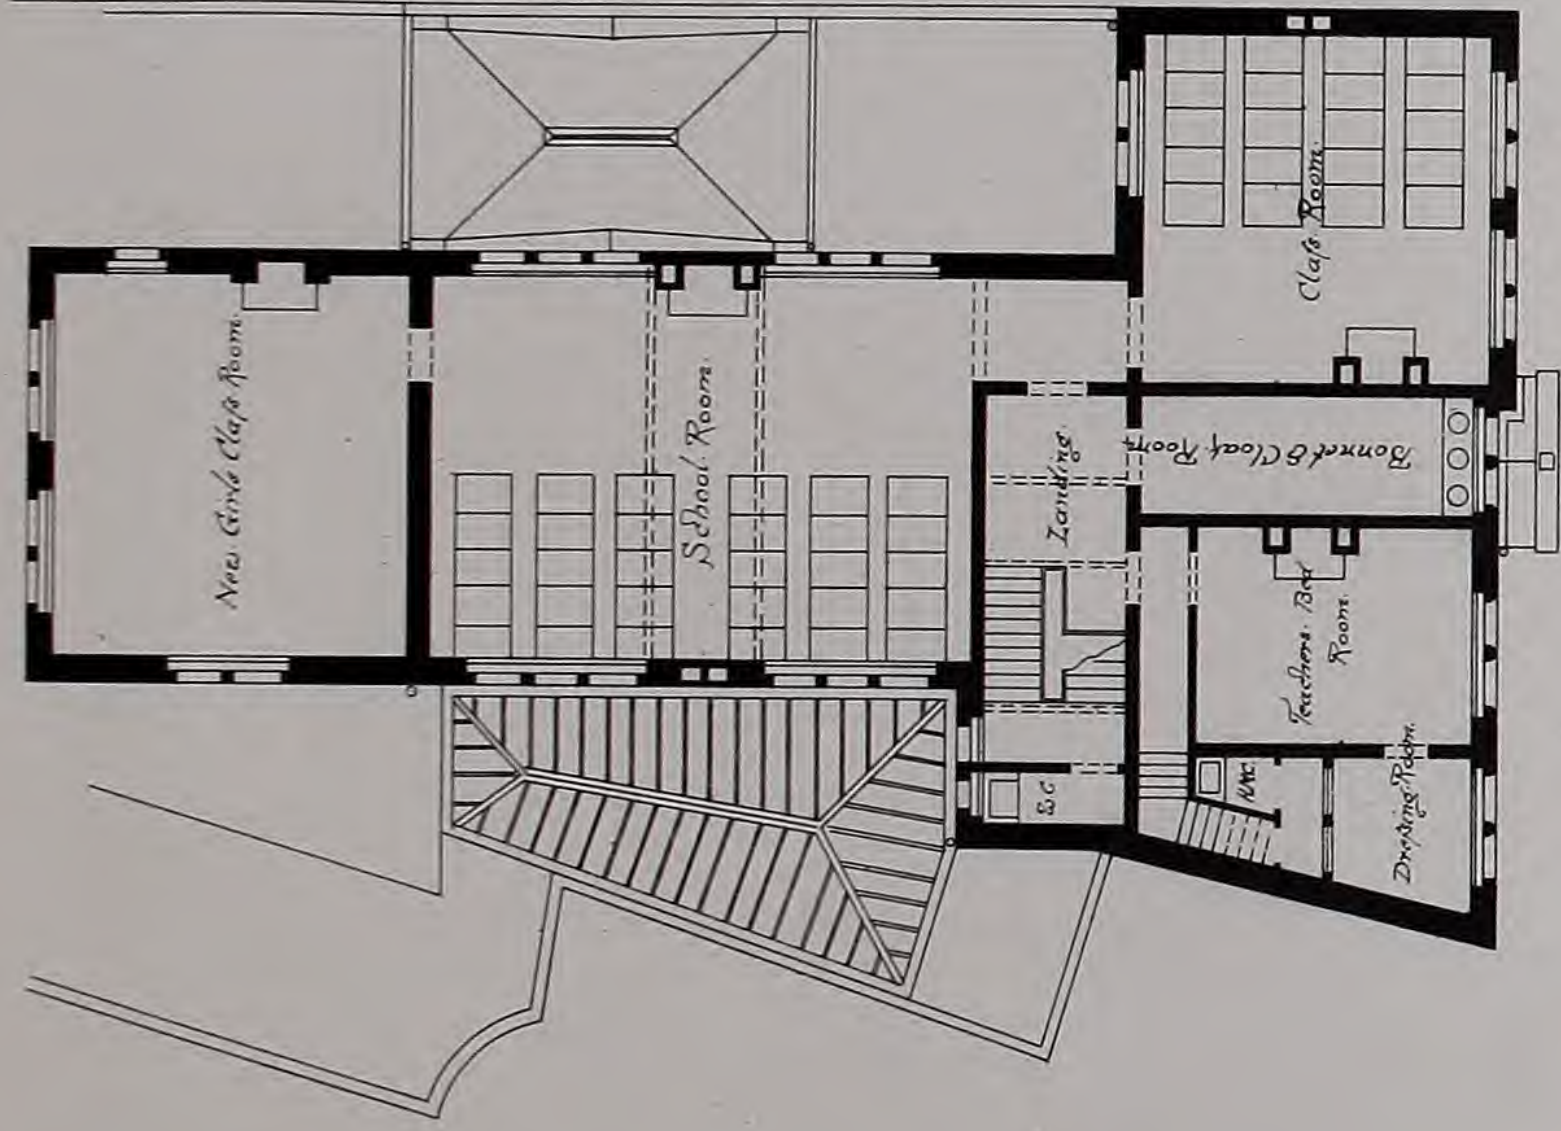 New Girls Claſs Room.
School Room.
Landing.
Claſs Room.
Bonnet & Cloak Room.
Teachers Bed
Room.
Dreſsing Room.
W.C.